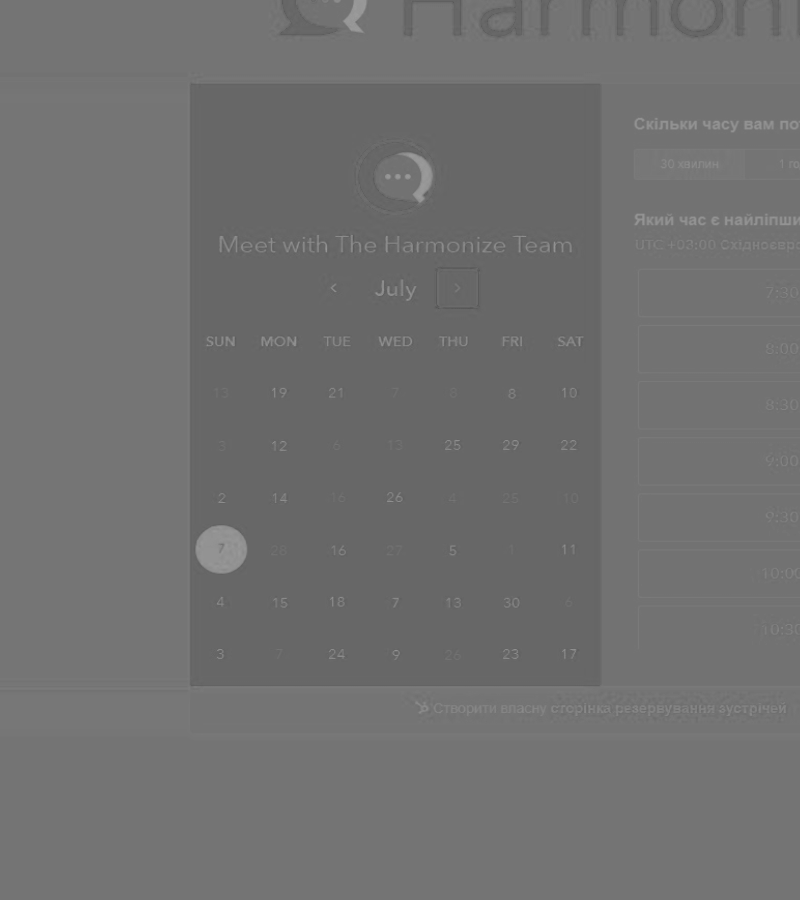 Harmoni
Meet with The Harmonize Team
< July >
SUN MON TUE WED THU FRI SAT
13 19 21 7 8 8 10
3 12 6 13 25 29 22
2 14 16 26 4 25 10
7 28 16 27 5 1 11
4 15 18 7 13 30 6
3 7 24 9 26 23 17
Скільки часу вам по
30 хвилин 1 го
Який час є найліпши
UTC +03:00 Східноєвро
7:30
8:00
8:30
9:00
9:30
10:00
10:30
Створити власну сторінка резервування зустрічей